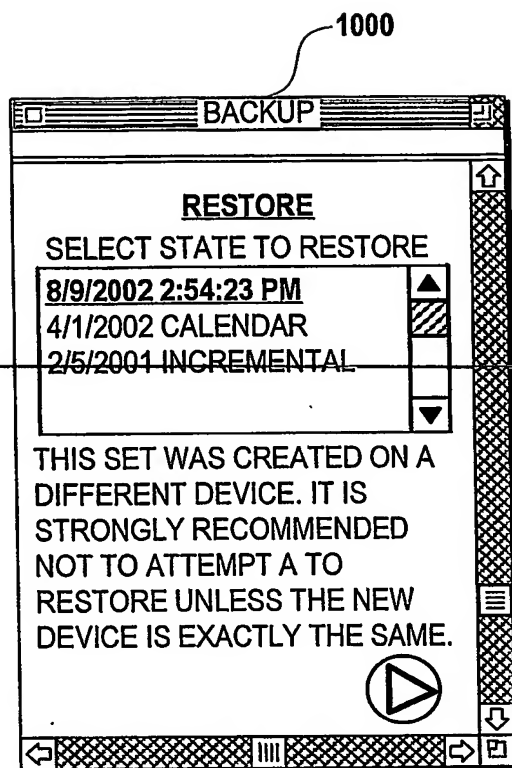 1000
BACKUP
RESTORE
SELECT STATE TO RESTORE
8/9/2002 2:54:23 PM
4/1/2002 CALENDAR
2/5/2001 INCREMENTAL
THIS SET WAS CREATED ON A
DIFFERENT DEVICE. IT IS
STRONGLY RECOMMENDED
NOT TO ATTEMPT A TO
RESTORE UNLESS THE NEW
DEVICE IS EXACTLY THE SAME.